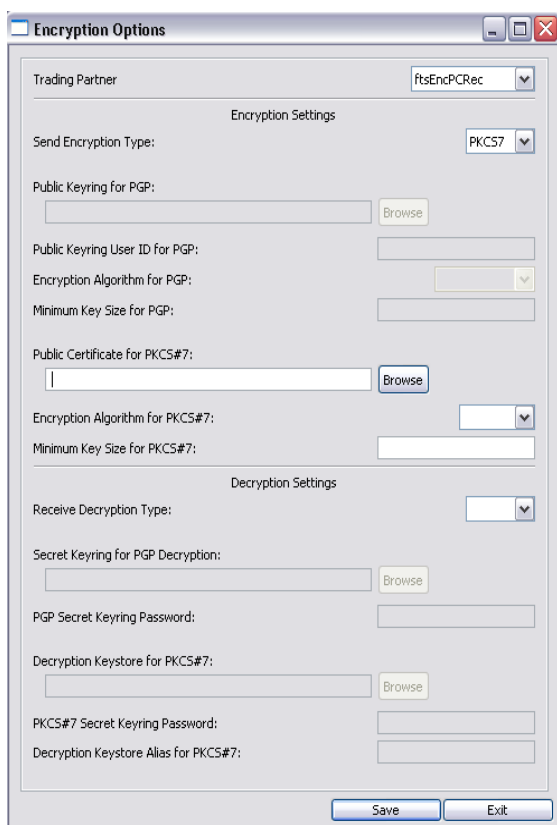 Encryption Options
Trading Partner ftsEncPCRec
Encryption Settings
Send Encryption Type: PKCS7
Public Keyring for PGP:
Browse
Public Keyring User ID for PGP:
Encryption Algorithm for PGP:
Minimum Key Size for PGP:
Public Certificate for PKCS#7:
Browse
Encryption Algorithm for PKCS#7:
Minimum Key Size for PKCS#7:
Decryption Settings
Receive Decryption Type:
Secret Keyring for PGP Decryption:
Browse
PGP Secret Keyring Password:
Decryption Keystore for PKCS#7:
Browse
PKCS#7 Secret Keyring Password:
Decryption Keystore Alias for PKCS#7:
Save Exit